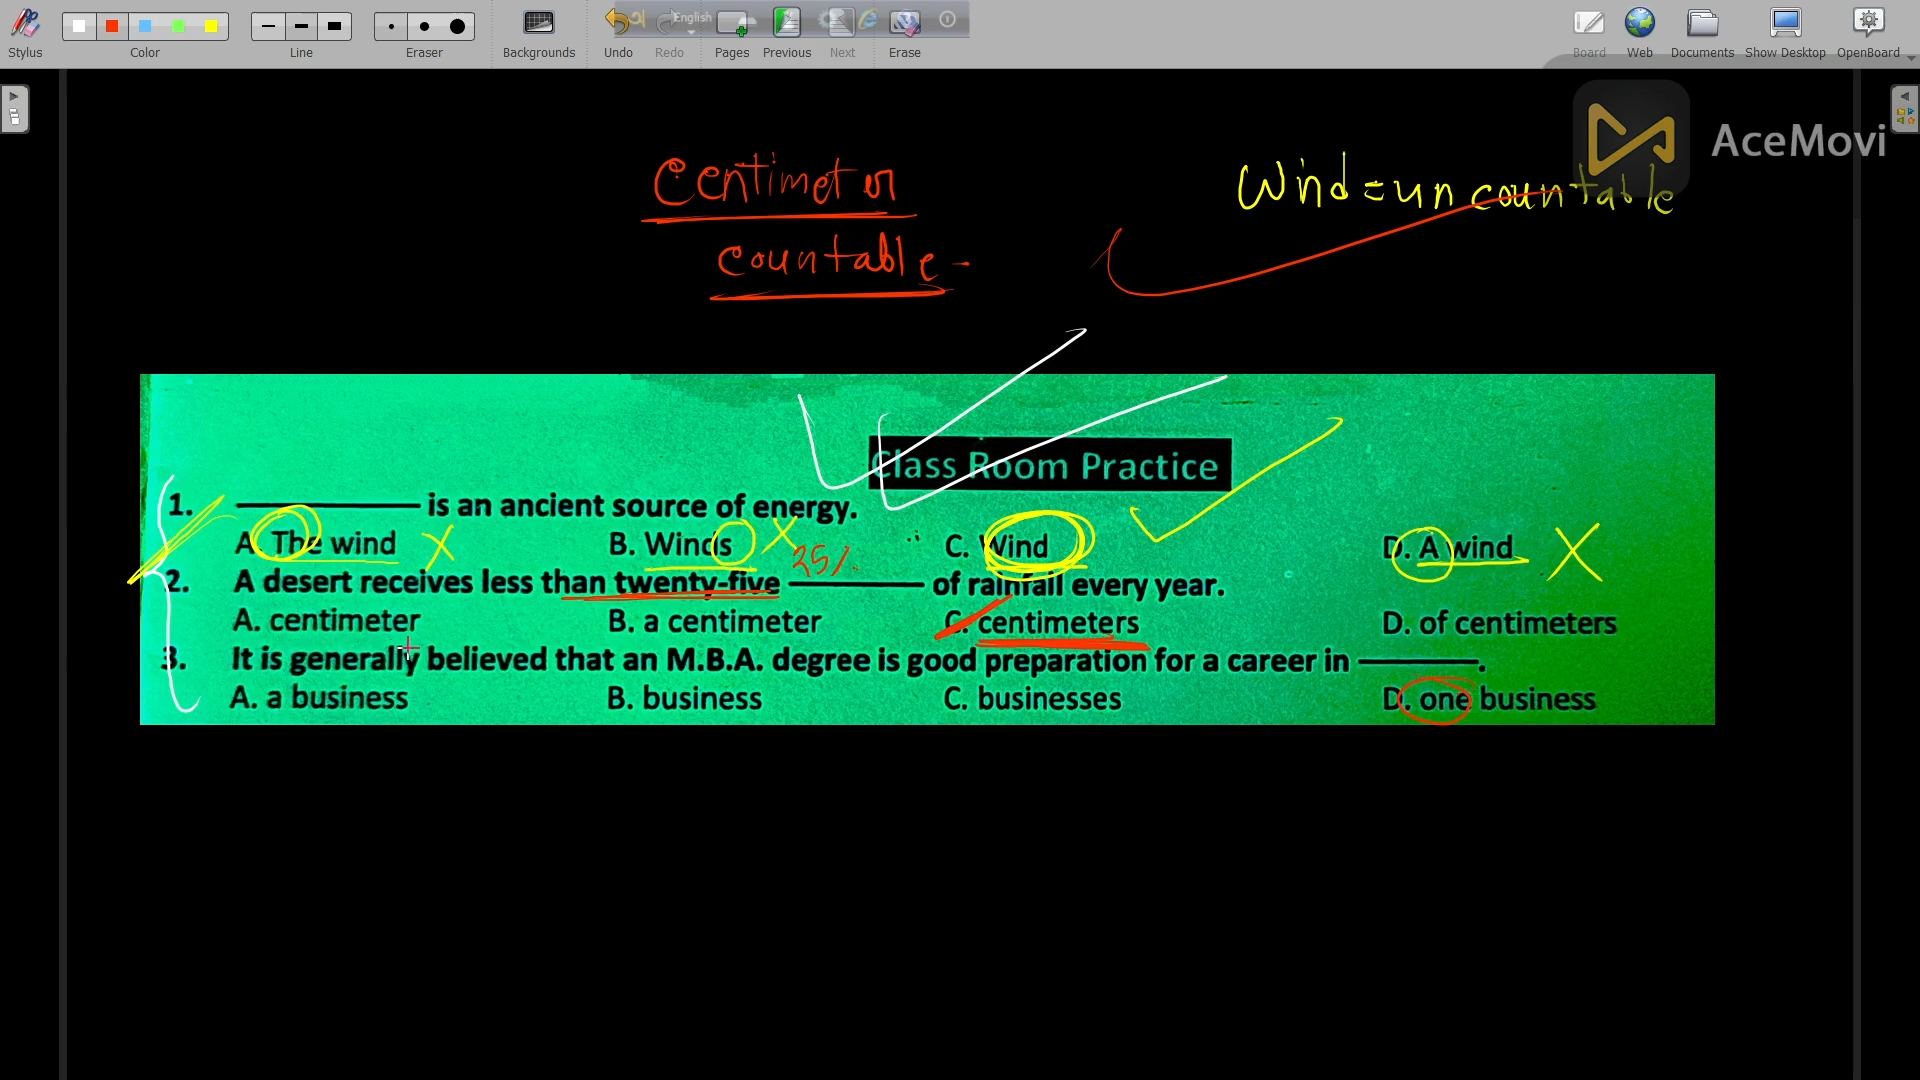 English
Stylus Color Line Eraser Backgrounds Undo Redo Pages Previous Next Erase Board Web Documents Show Desktop OpenBoard
AceMovi
Centimeter
Wind = uncountable
countable -
Class Room Practice
1. ________ is an ancient source of energy.
A. The wind B. Winds C. Wind D. A wind
25
2. A desert receives less than twenty-five ________ of rainfall every year.
A. centimeter B. a centimeter C. centimeters D. of centimeters
3. It is generally believed that an M.B.A. degree is good preparation for a career in ________.
A. a business B. business C. businesses D. one business